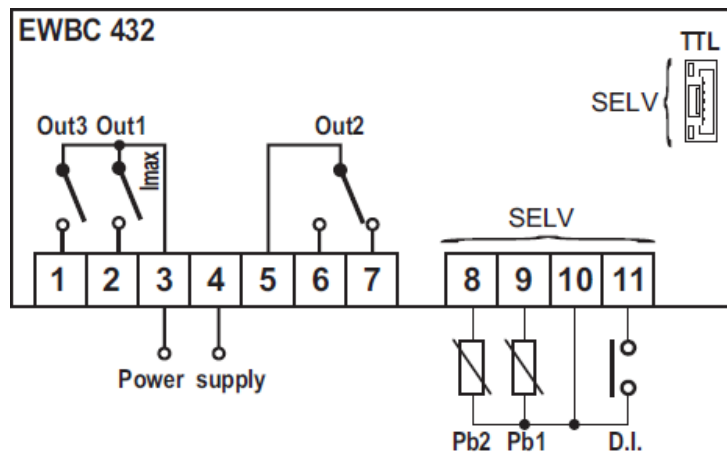 EWBC 432
TTL
SELV
Out3 Out1 Out2
Imax
SELV
1 2 3 4 5 6 7 8 9 10 11
Power supply
Pb2 Pb1 D.I.